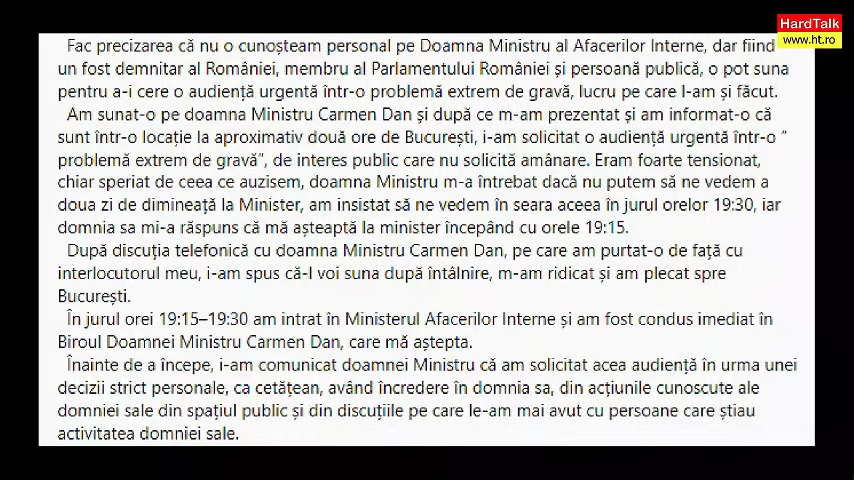 HardTalk
www.ht.ro
Fac precizarea că nu o cunoșteam personal pe Doamna Ministru al Afacerilor Interne, dar fiind
un fost demnitar al României, membru al Parlamentului României și persoană publică, o pot suna
pentru a-i cere o audiență urgentă într-o problemă extrem de gravă, lucru pe care l-am și făcut.
Am sunat-o pe doamna Ministru Carmen Dan și după ce m-am prezentat și am informat-o că
sunt într-o locație la aproximativ două ore de București, i-am solicitat o audiență urgentă într-o “
problemă extrem de gravă”, de interes public care nu solicită amânare. Eram foarte tensionat,
chiar speriat de ceea ce auzisem, doamna Ministru m-a întrebat dacă nu putem să ne vedem a
doua zi de dimineață la Minister, am insistat să ne vedem în seara aceea în jurul orelor 19:30, iar
domnia sa mi-a răspuns că mă așteaptă la minister începând cu orele 19:15.
După discuția telefonică cu doamna Ministru Carmen Dan, pe care am purtat-o de față cu
interlocutorul meu, i-am spus că-l voi suna după întâlnire, m-am ridicat și am plecat spre
București.
În jurul orei 19:15–19:30 am intrat în Ministerul Afacerilor Interne și am fost condus imediat în
Biroul Doamnei Ministru Carmen Dan, care mă aștepta.
Înainte de a începe, i-am comunicat doamnei Ministru că am solicitat acea audiență în urma unei
decizii strict personale, ca cetățean, având încredere în domnia sa, din acțiunile cunoscute ale
domniei sale din spațiul public și din discuțiile pe care le-am mai avut cu persoane care știau
activitatea domniei sale.